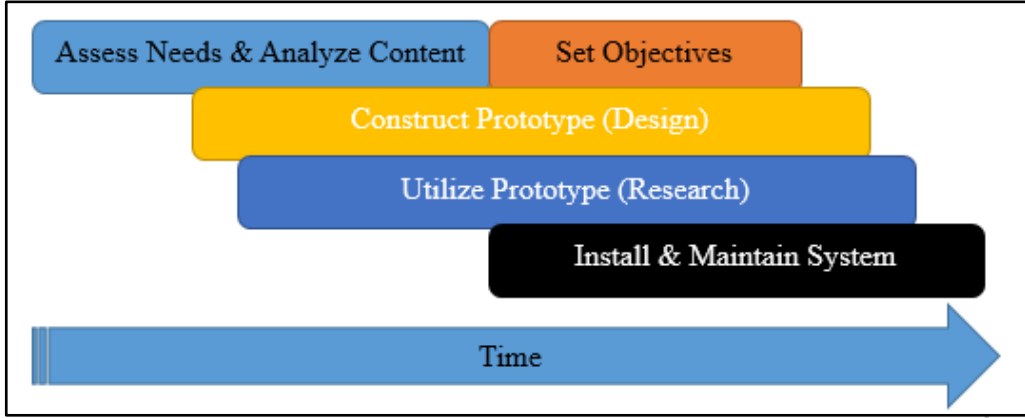 Assess Needs & Analyze Content
Set Objectives
Construct Prototype (Design)
Utilize Prototype (Research)
Install & Maintain System
Time